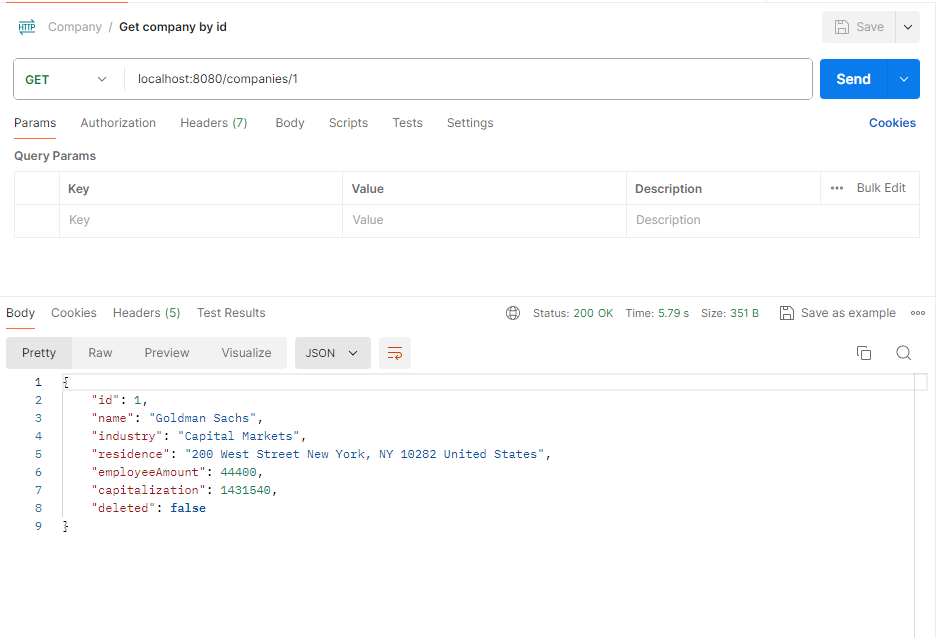 HTTP Company / Get company by id Save
GET localhost:8080/companies/1 Send
Params Authorization Headers (7) Body Scripts Tests Settings Cookies
Query Params
Key Value Description ••• Bulk Edit
Key Value Description
Body Cookies Headers (5) Test Results Status: 200 OK Time: 5.79 s Size: 351 B Save as example
Pretty Raw Preview Visualize JSON
1 {
2 "id": 1,
3 "name": "Goldman Sachs",
4 "industry": "Capital Markets",
5 "residence": "200 West Street New York, NY 10282 United States",
6 "employeeAmount": 44400,
7 "capitalization": 1431540,
8 "deleted": false
9 }